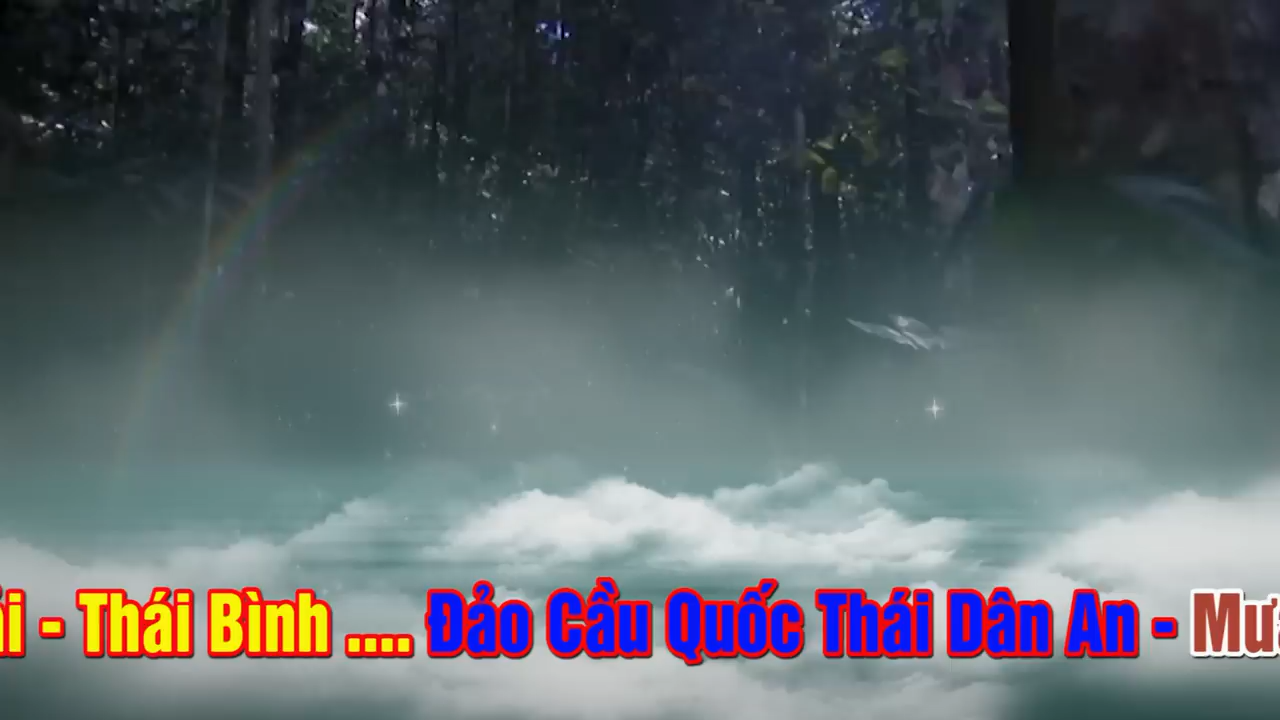 - Thái Bình .... Đảo Cầu Quốc Thái Dân An -